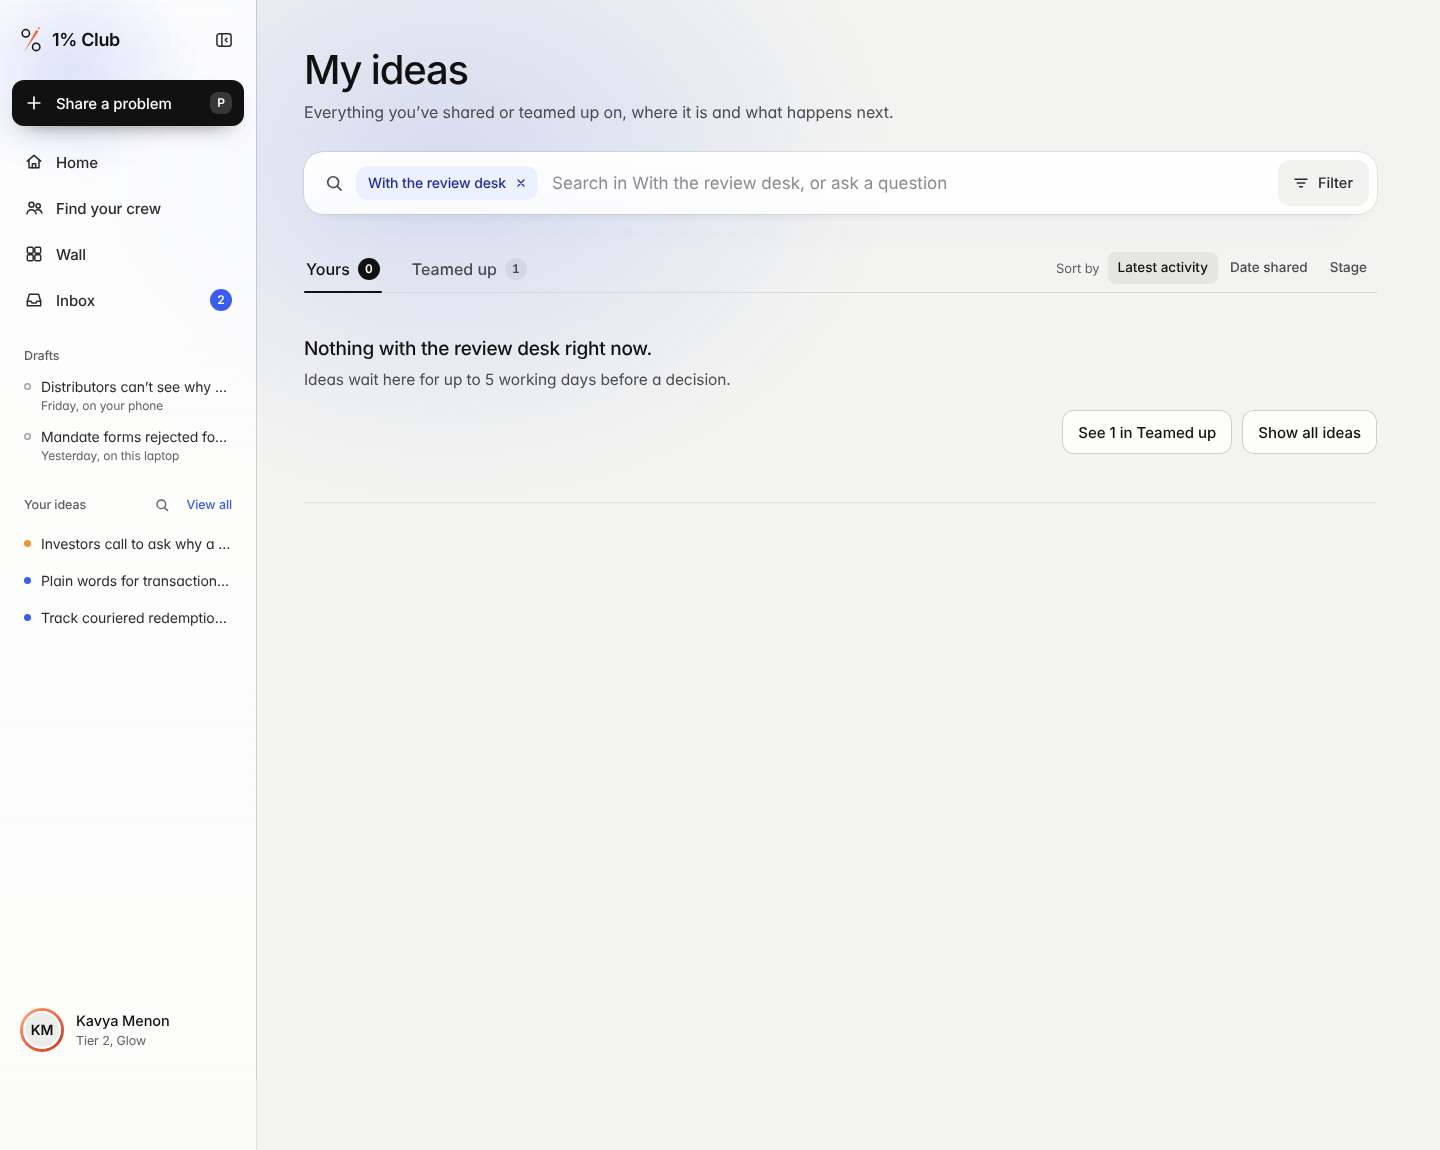 1% Club
Share a problem P
Home
Find your crew
Wall
Inbox 2
Drafts
Distributors can’t see why ...
Friday, on your phone
Mandate forms rejected fo...
Yesterday, on this laptop
Your ideas View all
Investors call to ask why a ...
Plain words for transaction...
Track couriered redemptio...
KM
Kavya Menon
Tier 2, Glow
My ideas
Everything you’ve shared or teamed up on, where it is and what happens next.
With the review desk × Search in With the review desk, or ask a question Filter
Yours 0 Teamed up 1 Sort by Latest activity Date shared Stage
Nothing with the review desk right now.
Ideas wait here for up to 5 working days before a decision.
See 1 in Teamed up Show all ideas